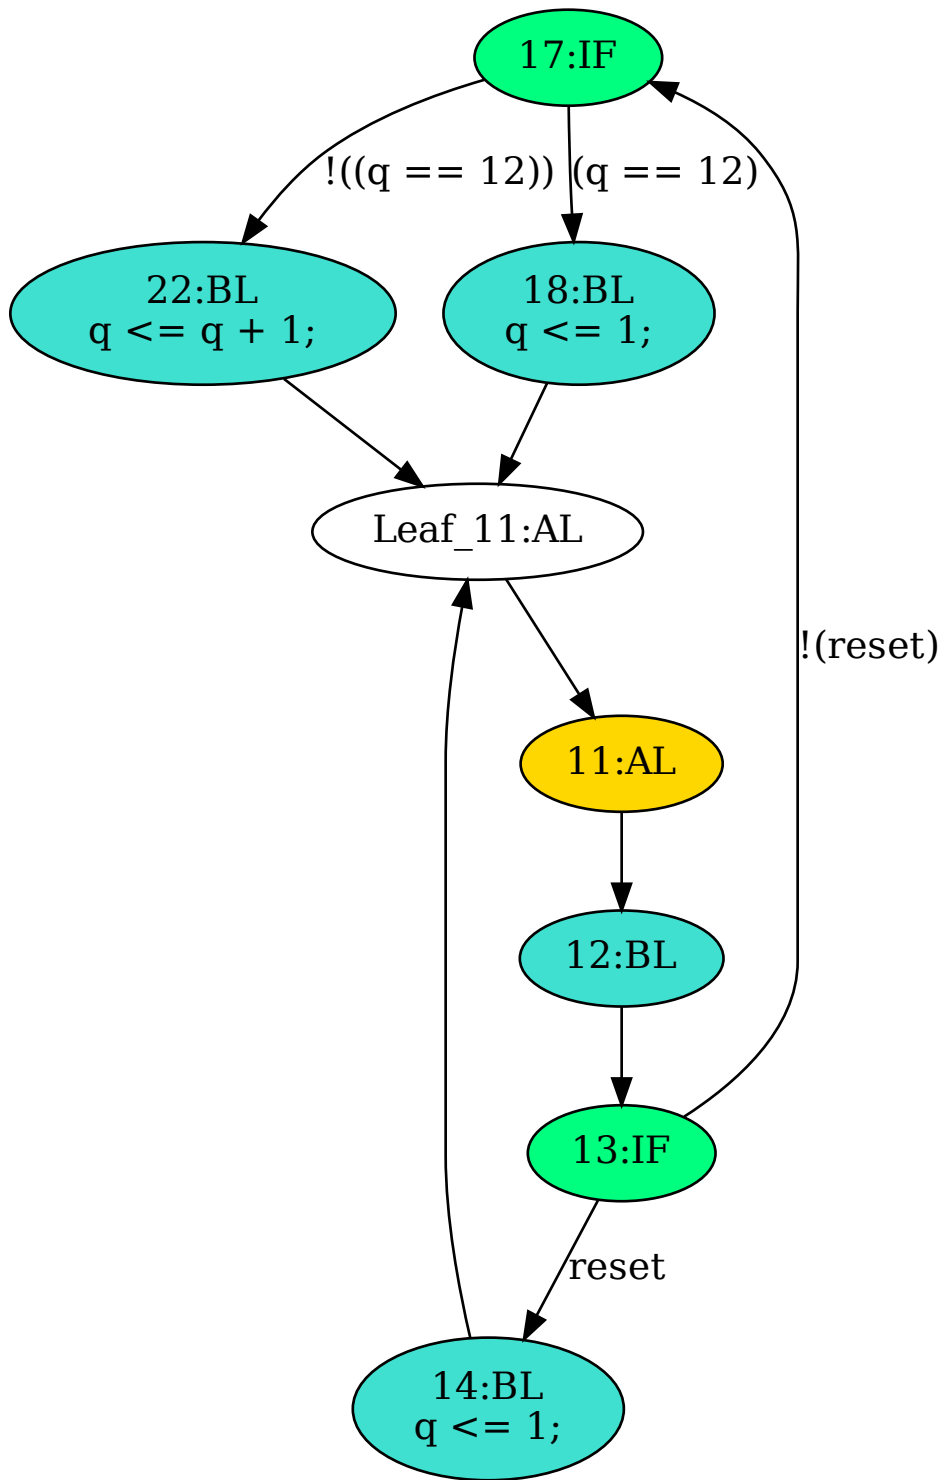 17:IF
!((q == 12))
(q == 12)
22:BL
q <= q + 1;
18:BL
q <= 1;
Leaf_11:AL
!(reset)
11:AL
12:BL
13:IF
reset
14:BL
q <= 1;